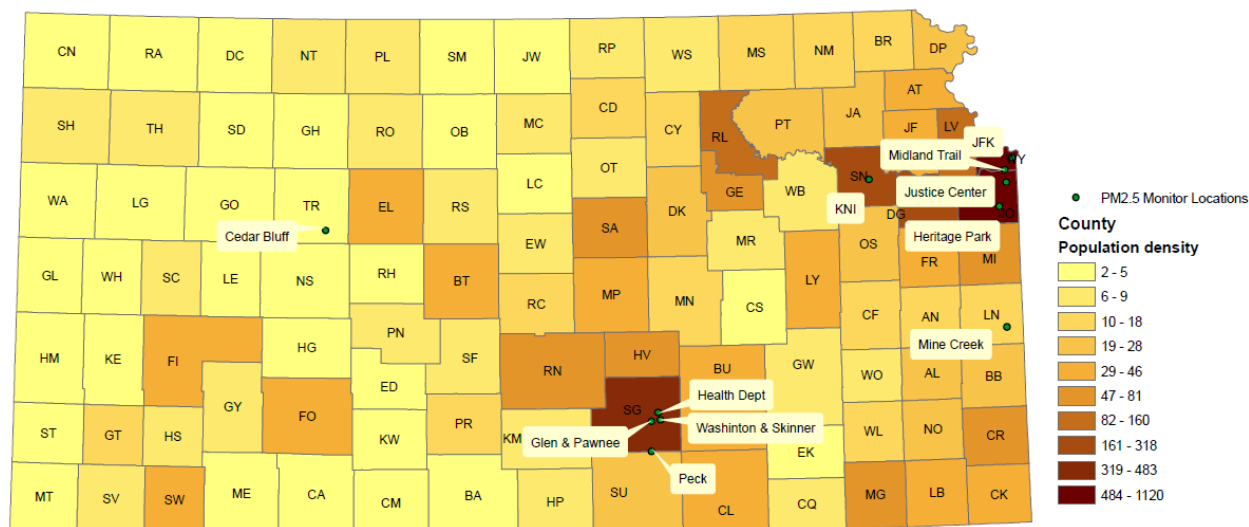 CN RA DC NT PL SM JW RP WS MS NM BR DP
SH TH SD GH RO OB MC CD CY RL PT JA AT JF LV
JFK
WY
Midland Trail
OT
LC
WA LG GO TR EL RS GE WB SN Justice Center
KNI
DG JO
Cedar Bluff
SA DK MR OS Heritage Park
EW
FR MI
GL WH SC LE NS RH BT RC MP MN CS LY CF AN LN
Mine Creek
PN
HM KE FI HG SF RN HV BU GW WO AL BB
ED
GY FO SG Health Dept
ST GT HS KW PR KM Glen & Pawnee Washinton & Skinner WL NO CR
EK
Peck
MT SV SW ME CA CM BA HP SU CL CQ MG LB CK
PM2.5 Monitor Locations
County
Population density
2 - 5
6 - 9
10 - 18
19 - 28
29 - 46
47 - 81
82 - 160
161 - 318
319 - 483
484 - 1120